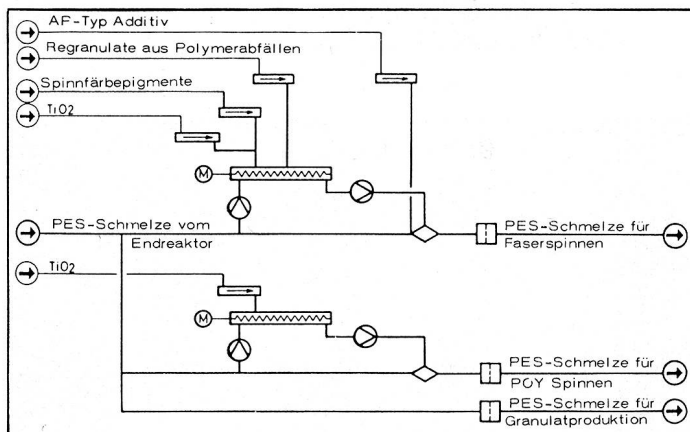 AF-Typ Additiv
Regranulate aus Polymerabfällen
Spinnfärbepigmente
TiO2
M
PES-Schmelze vom
Endreaktor
PES-Schmelze für
Faserspinnen
TiO2
M
PES-Schmelze für
POY Spinnen
PES-Schmelze für
Granulatproduktion